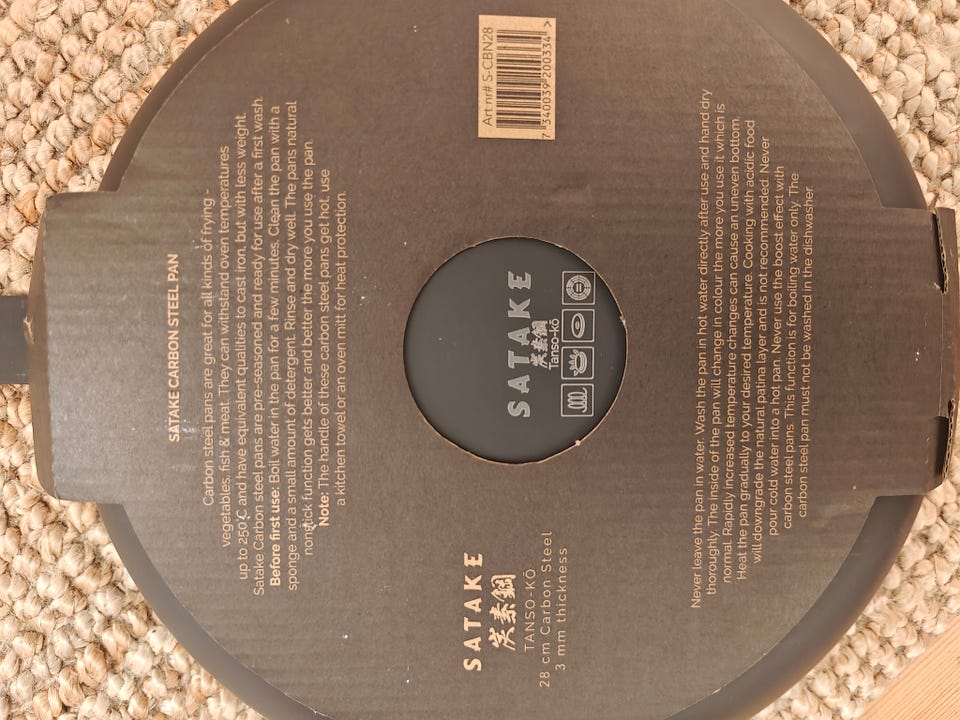 SATAKE CARBON STEEL PAN
Carbon steel pans are great for all kinds of frying -
vegetables, fish & meat. They can withstand oven temperatures
up to 250°C and have equivalent qualities to cast iron, but with less weight.
Satake Carbon steel pans are pre-seasoned and ready for use after a first wash.
Before first use: Boil water in the pan for a few minutes. Clean the pan with a
sponge and a small amount of detergent. Rinse and dry well. The pans natural
nonstick function gets better and better the more you use the pan.
Note: The handle of these carbon steel pans get hot, use
a kitchen towel or an oven mitt for heat protection.
SATAKE
炭素鋼
TANSO-KŌ
28 cm Carbon Steel
3 mm thickness
SATAKE
炭素鋼
Tanso-kō
Art nr# S-CBN28
7 340039 200334 >
Never leave the pan in water. Wash the pan in hot water directly after use and hand dry
thoroughly. The inside of the pan will change in colour the more you use it which is
normal. Rapidly increased temperature changes can cause an uneven bottom.
Heat the pan gradually to your desired temperature. Cooking with acidic food
will downgrade the natural patina layer and is not recommended. Never
pour cold water into a hot pan. Never use the boost effect with
carbon steel pans. This function is for boiling water only. The
carbon steel pan must not be washed in the dishwasher.